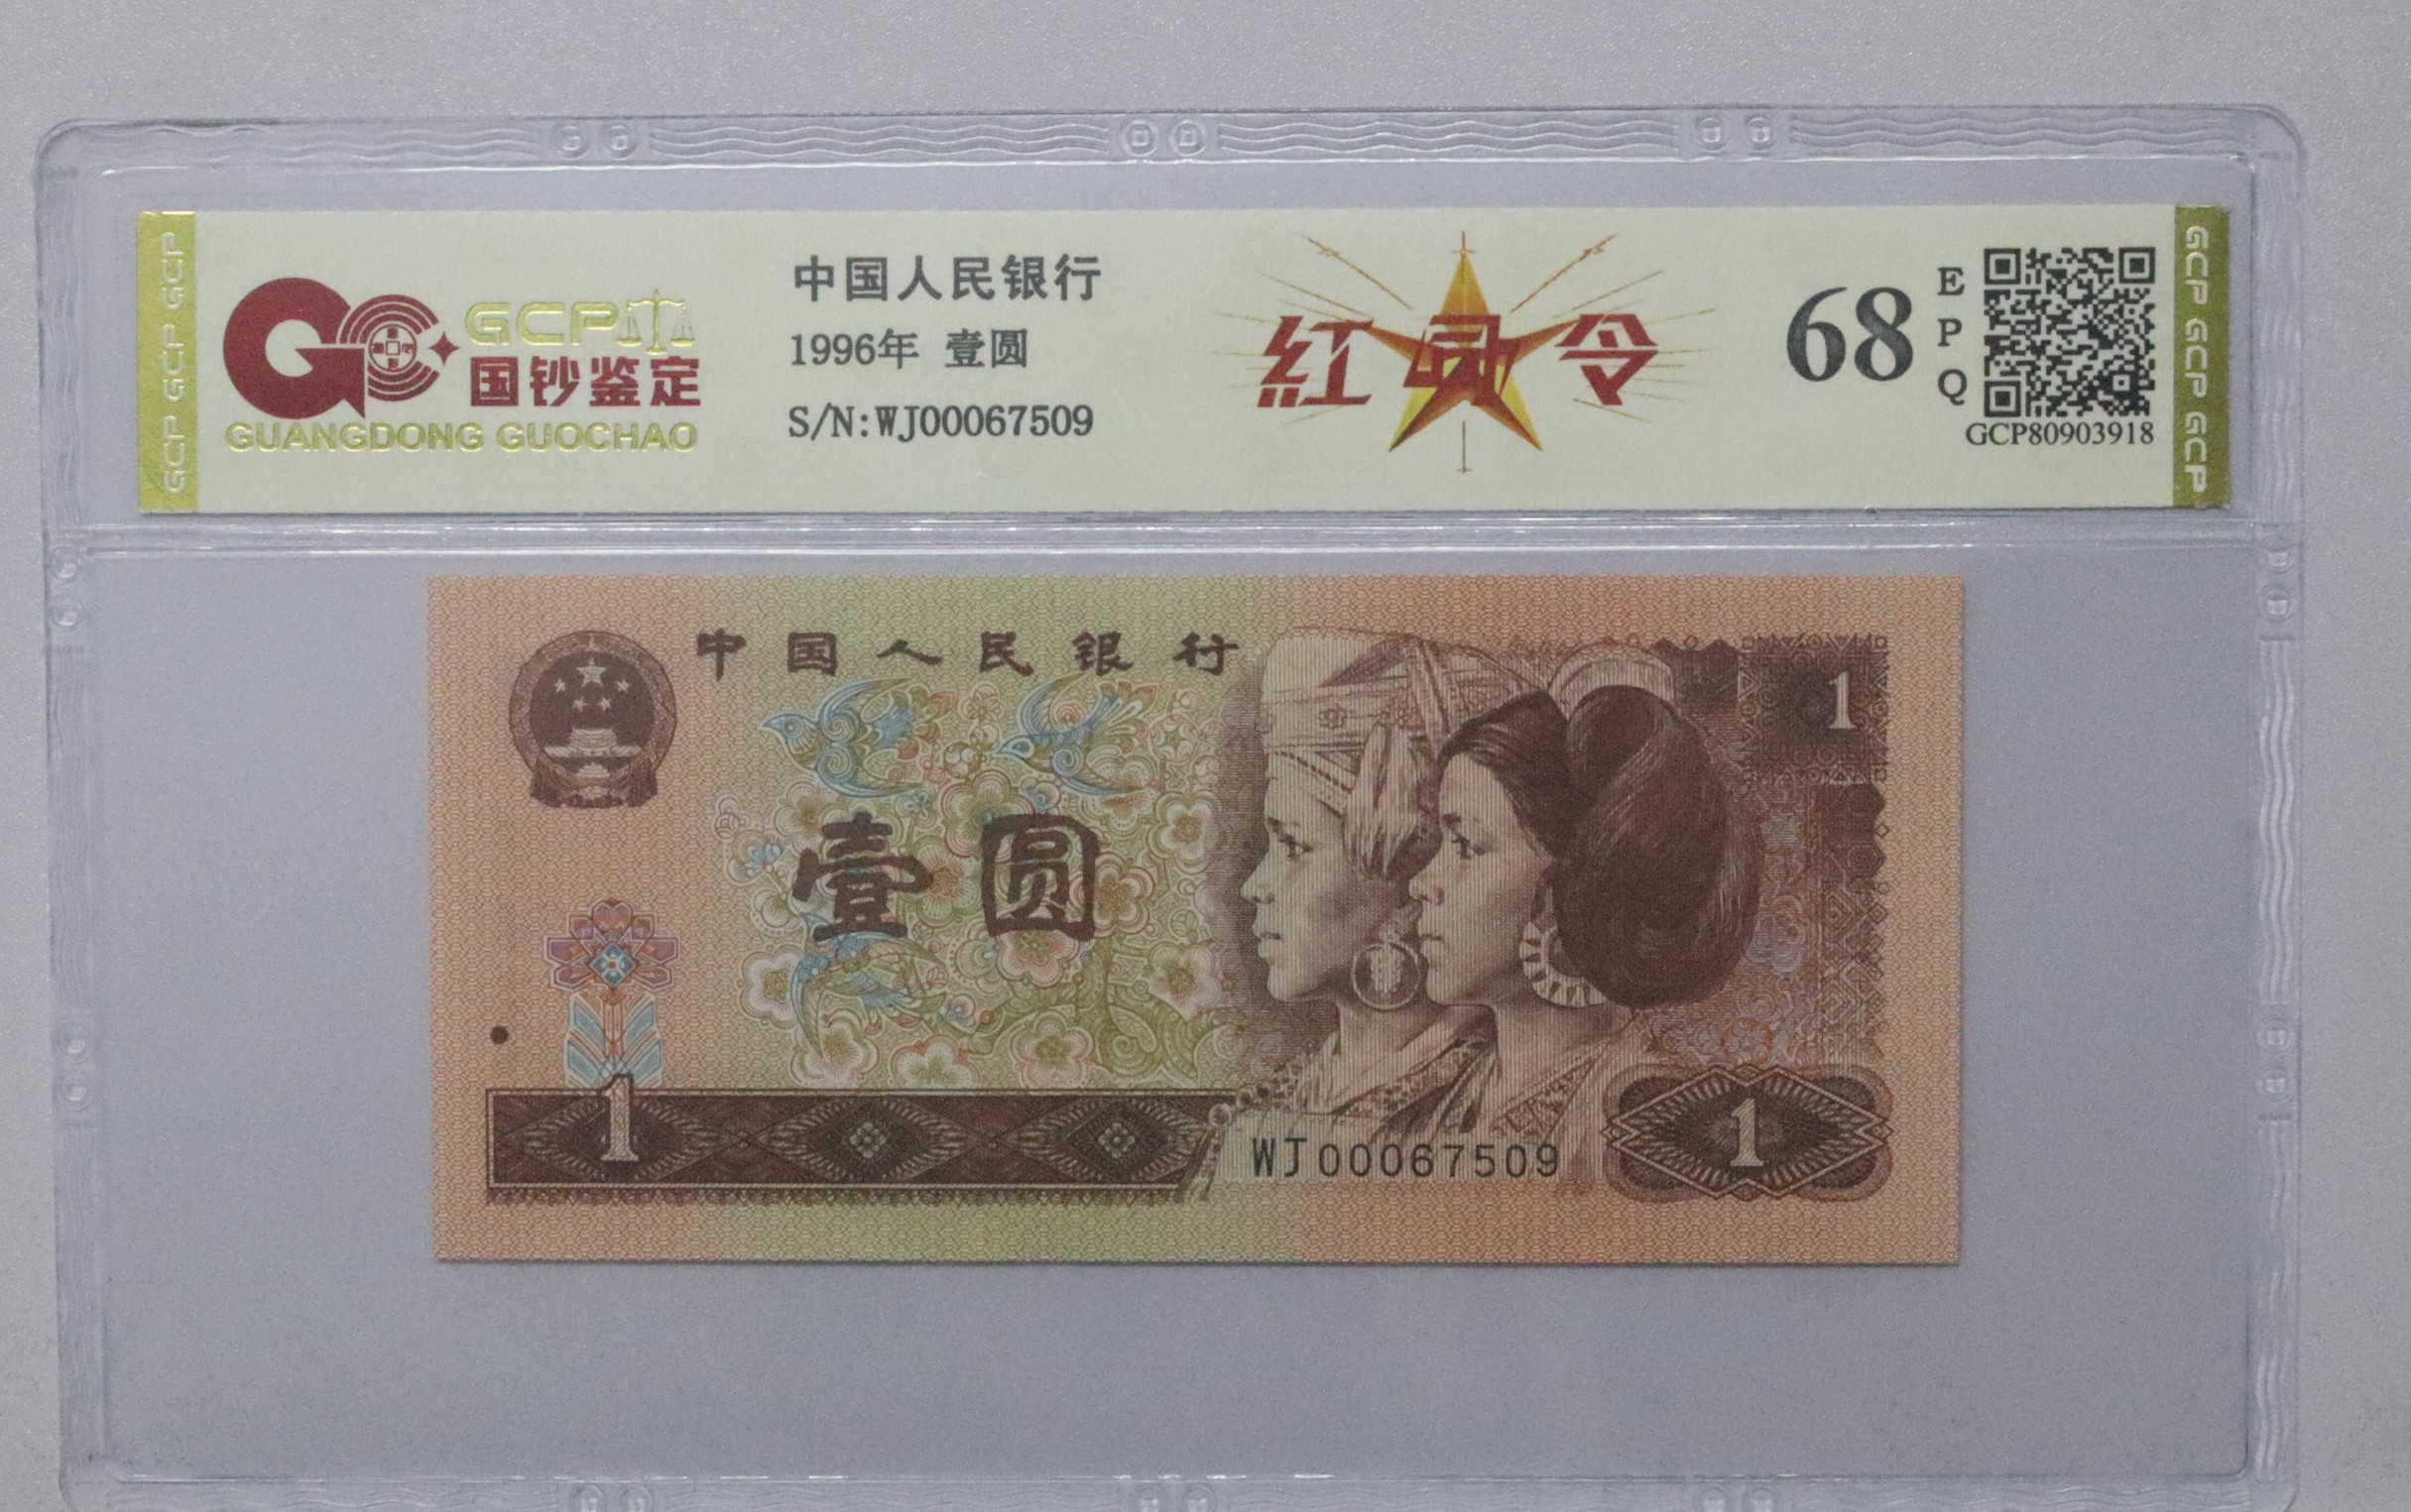 GCP GCP GCP
GCP
国钞鉴定
GUANGDONG GUOCHAO
中国人民银行
1996年 壹圆
S/N:WJ00067509
紅
令
68
E
P
Q
GCP80903918
GCP GCP GCP
中国人民银行
1
壹圆
1
WJ00067509
1